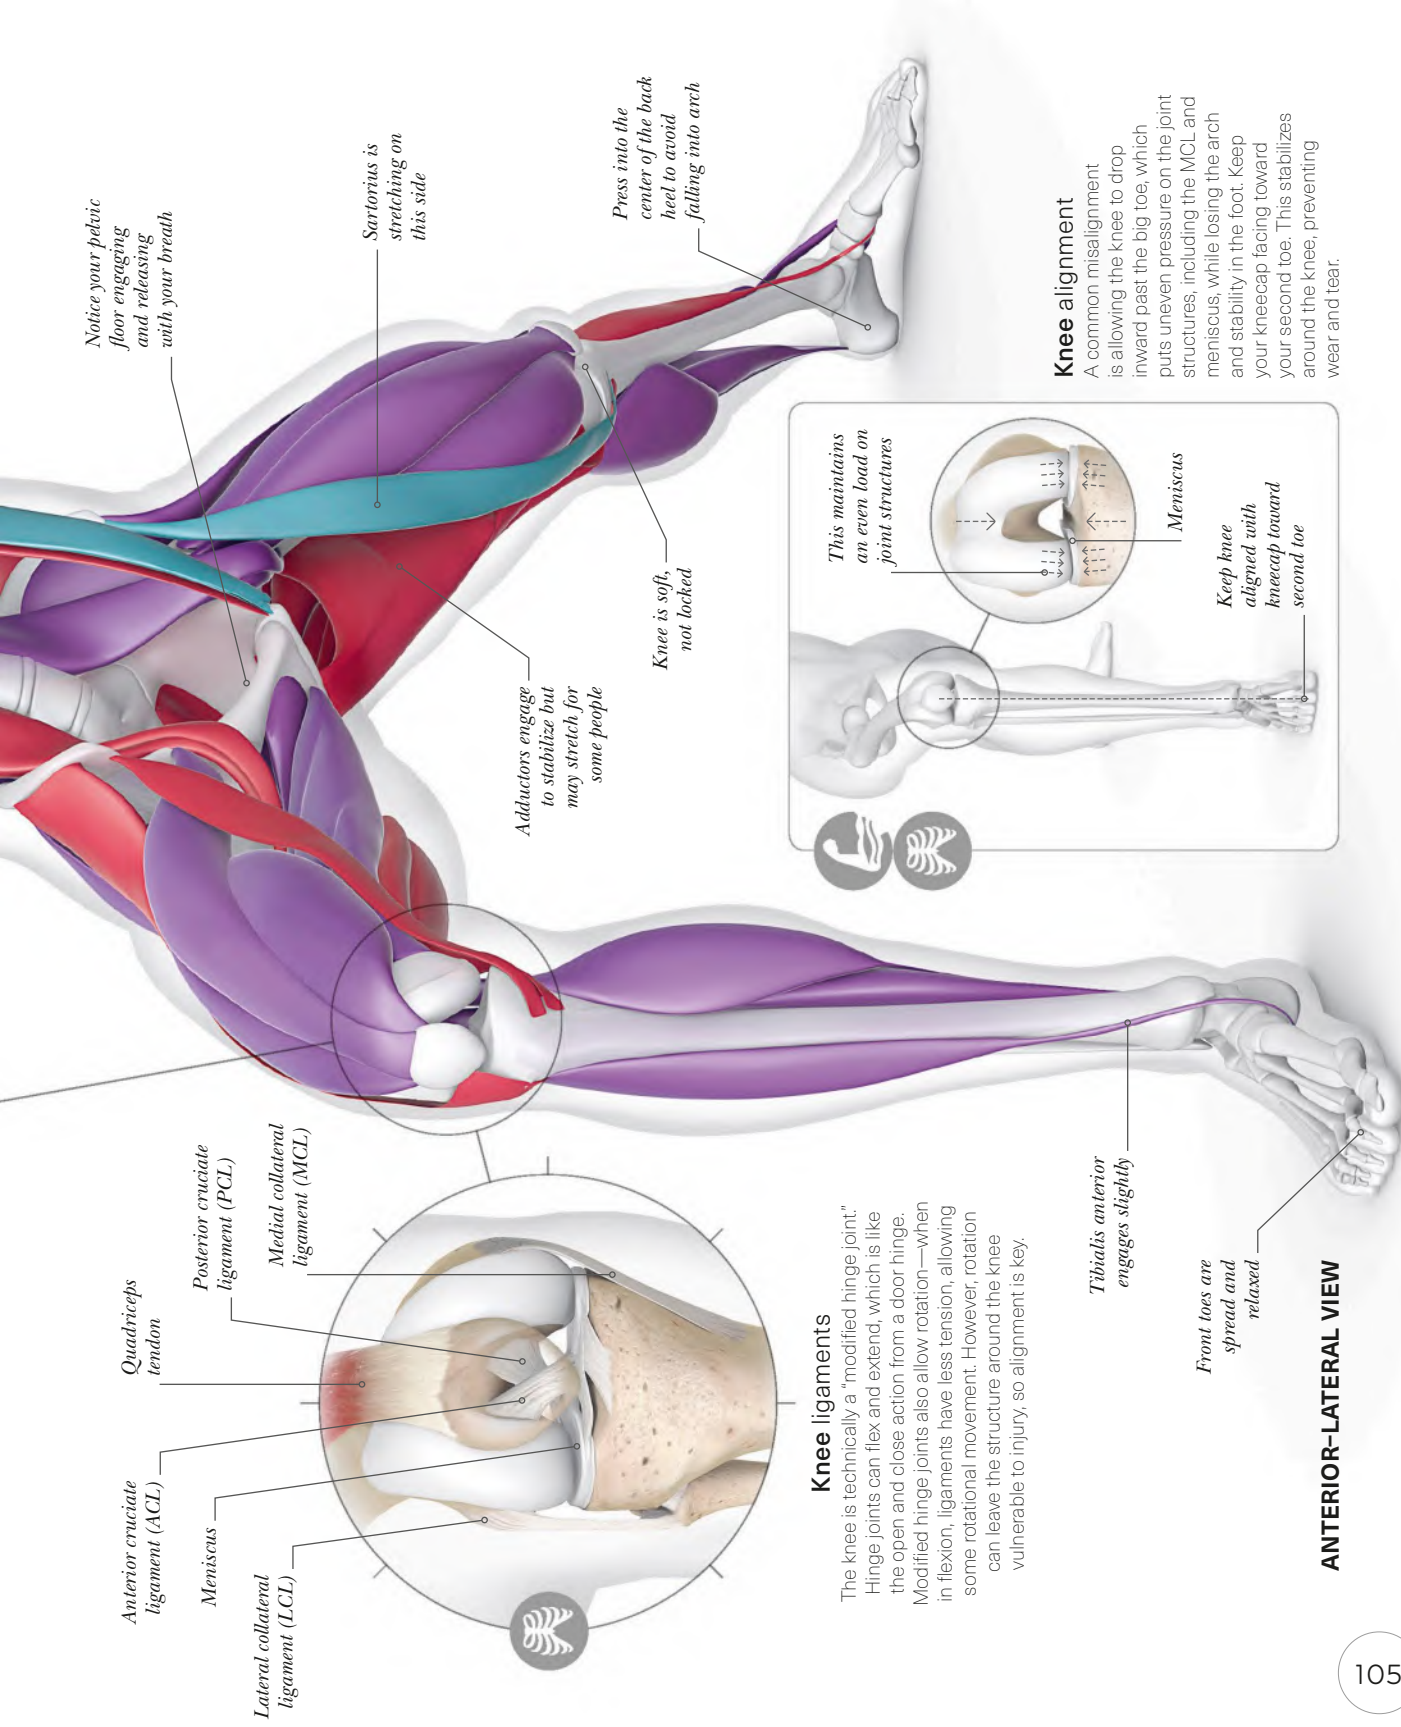 Notice your pelvic
floor engaging
and releasing
with your breath
Sartorius is
stretching on
this side
Press into the
center of the back
heel to avoid
falling into arch
Adductors engage
to stabilize but
may stretch for
some people
Knee is soft,
not locked
Knee alignment
A common misalignment
is allowing the knee to drop
inward past the big toe, which
puts uneven pressure on the joint
structures, including the MCL and
meniscus, while losing the arch
and stability in the foot. Keep
your kneecap facing toward
your second toe. This stabilizes
around the knee, preventing
wear and tear.
This maintains
an even load on
joint structures
Meniscus
Keep knee
aligned with
kneecap toward
second toe
Quadriceps
tendon
Posterior cruciate
ligament (PCL)
Medial collateral
ligament (MCL)
Anterior cruciate
ligament (ACL)
Meniscus
Lateral collateral
ligament (LCL)
Knee ligaments
The knee is technically a “modified hinge joint.”
Hinge joints can flex and extend, which is like
the open and close action from a door hinge.
Modified hinge joints also allow rotation—when
in flexion, ligaments have less tension, allowing
some rotational movement. However, rotation
can leave the structure around the knee
vulnerable to injury, so alignment is key.
Tibialis anterior
engages slightly
Front toes are
spread and
relaxed
ANTERIOR–LATERAL VIEW
105